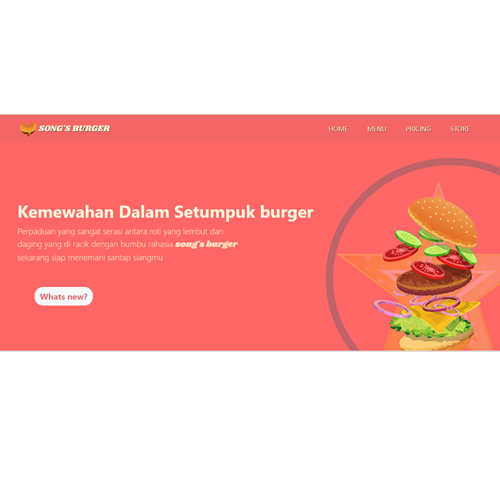 SONG'S BURGER
HOME MENU PRICING STORE
Kemewahan Dalam Setumpuk burger
Perpaduan yang sangat serasi antara roti yang lembut dan
daging yang di racik dengan bumbu rahasia song's burger
sekarang siap menemani santap siangmu
Whats new?